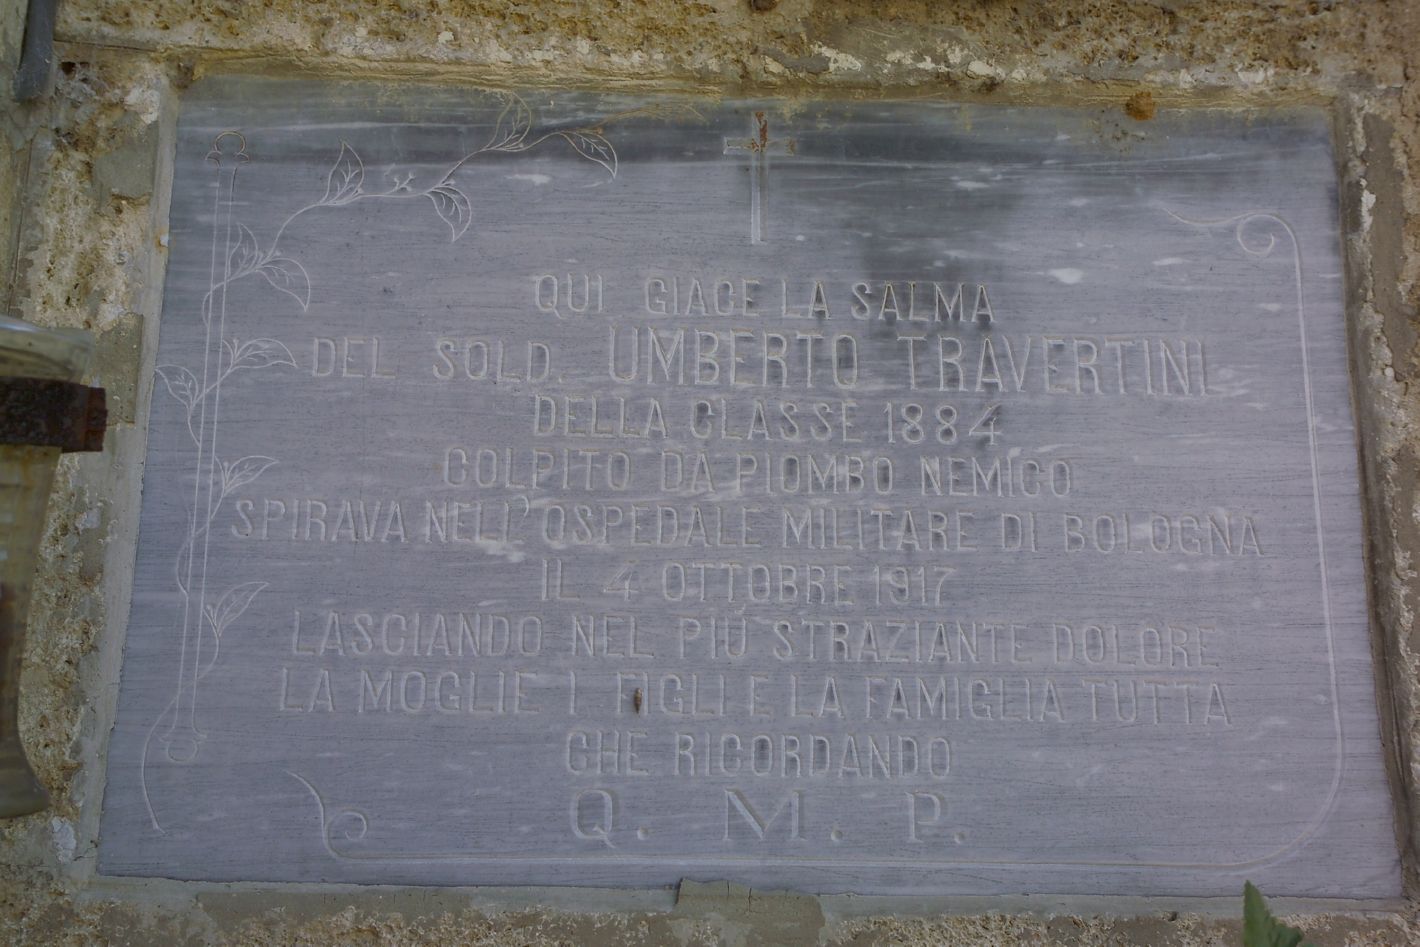 QUI GIACE LA SALMA
DEL SOLD. UMBERTO TRAVERTINI
DELLA CLASSE 1884
COLPITO DA PIOMBO NEMICO
SPIRAVA NELL'OSPEDALE MILITARE DI BOLOGNA
IL 4 OTTOBRE 1917
LASCIANDO NEL PIÙ STRAZIANTE DOLORE
LA MOGLIE I FIGLI E LA FAMIGLIA TUTTA
CHE RICORDANDO
Q. M. P.